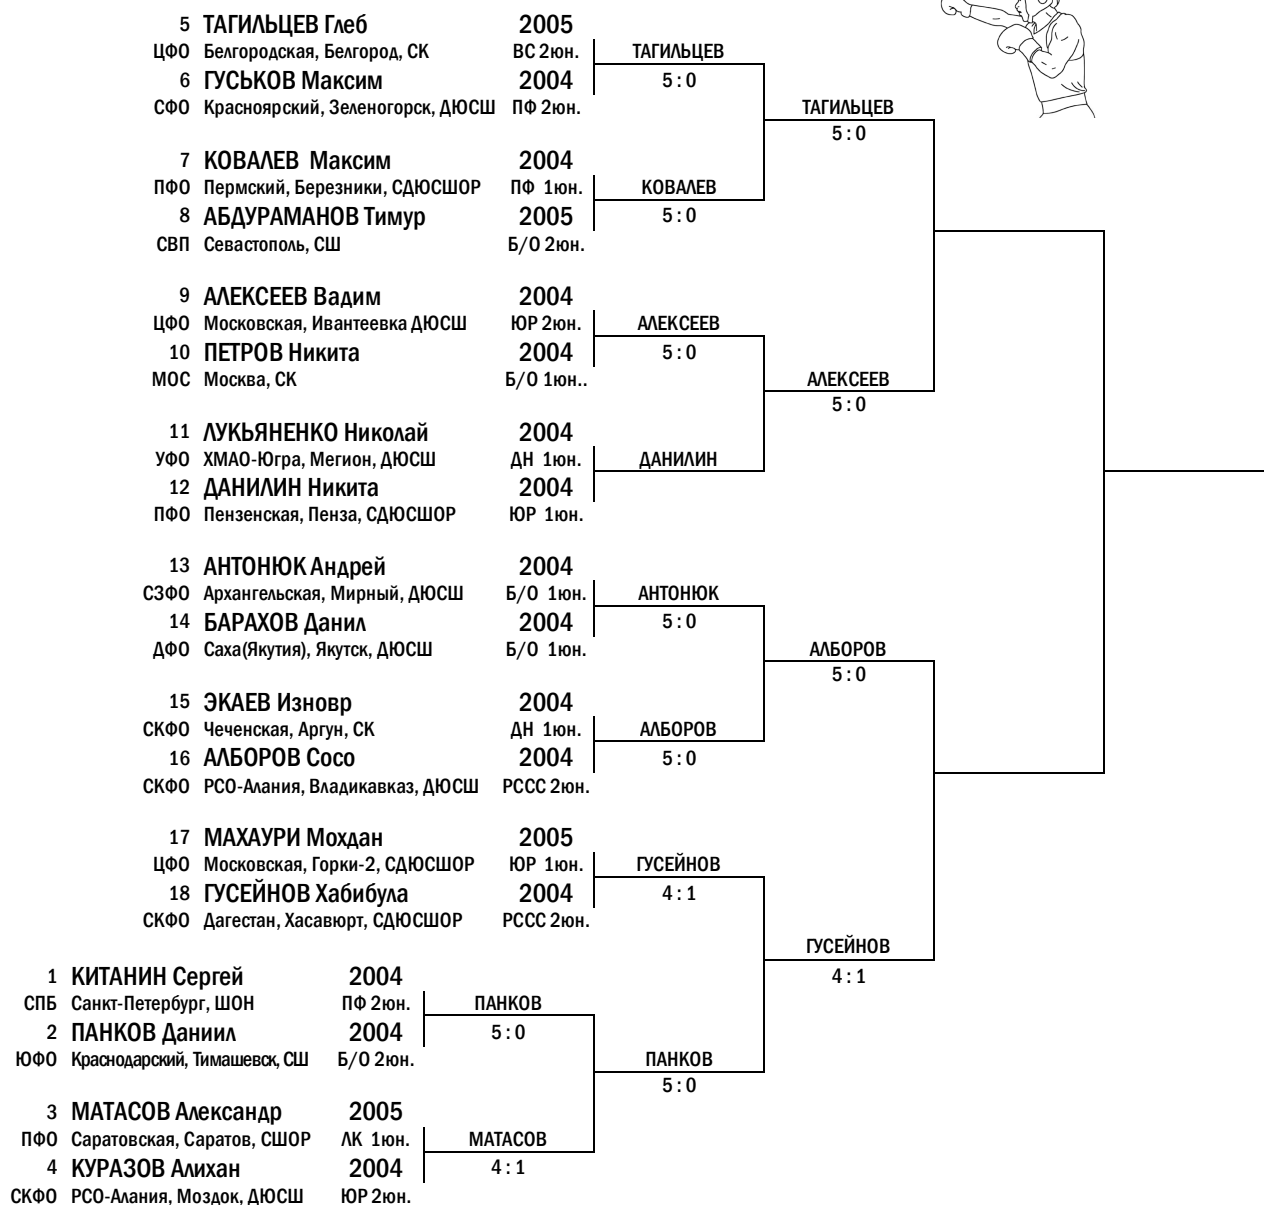 5 ТАГИЛЬЦЕВ Глеб 2005
ЦФО Белгородская, Белгород, СК ВС 2юн. ТАГИЛЬЦЕВ
6 ГУСЬКОВ Максим 2004 5 : 0
СФО Красноярский, Зеленогорск, ДЮСШ ПФ 2юн. ТАГИЛЬЦЕВ
5 : 0
7 КОВАЛЕВ Максим 2004
ПФО Пермский, Березники, СДЮСШОР ПФ 1юн. КОВАЛЕВ
8 АБДУРАМАНОВ Тимур 2005 5 : 0
СВП Севастополь, СШ Б/О 2юн.
9 АЛЕКСЕЕВ Вадим 2004
ЦФО Московская, Ивантеевка ДЮСШ ЮР 2юн. АЛЕКСЕЕВ
10 ПЕТРОВ Никита 2004 5 : 0
МОС Москва, СК Б/О 1юн.. АЛЕКСЕЕВ
5 : 0
11 ЛУКЬЯНЕНКО Николай 2004
УФО ХМАО-Югра, Мегион, ДЮСШ ДН 1юн. ДАНИЛИН
12 ДАНИЛИН Никита 2004
ПФО Пензенская, Пенза, СДЮСШОР ЮР 1юн.
13 АНТОНЮК Андрей 2004
СЗФО Архангельская, Мирный, ДЮСШ Б/О 1юн. АНТОНЮК
14 БАРАХОВ Данил 2004 5 : 0
ДФО Саха(Якутия), Якутск, ДЮСШ Б/О 1юн. АЛБОРОВ
5 : 0
15 ЭКАЕВ Изновр 2004
СКФО Чеченская, Аргун, СК ДН 1юн. АЛБОРОВ
16 АЛБОРОВ Сосо 2004 5 : 0
СКФО РСО-Алания, Владикавказ, ДЮСШ РССС 2юн.
17 МАХАУРИ Мохдан 2005
ЦФО Московская, Горки-2, СДЮСШОР ЮР 1юн. ГУСЕЙНОВ
18 ГУСЕЙНОВ Хабибула 2004 4 : 1
СКФО Дагестан, Хасавюрт, СДЮСШОР РССС 2юн.
ГУСЕЙНОВ
1 КИТАНИН Сергей 2004 4 : 1
СПБ Санкт-Петербург, ШОН ПФ 2юн. ПАНКОВ
2 ПАНКОВ Даниил 2004 5 : 0
ЮФО Краснодарский, Тимашевск, СШ Б/О 2юн. ПАНКОВ
5 : 0
3 МАТАСОВ Александр 2005
ПФО Саратовская, Саратов, СШОР ЛК 1юн. МАТАСОВ
4 КУРАЗОВ Алихан 2004 4 : 1
СКФО РСО-Алания, Моздок, ДЮСШ ЮР 2юн.